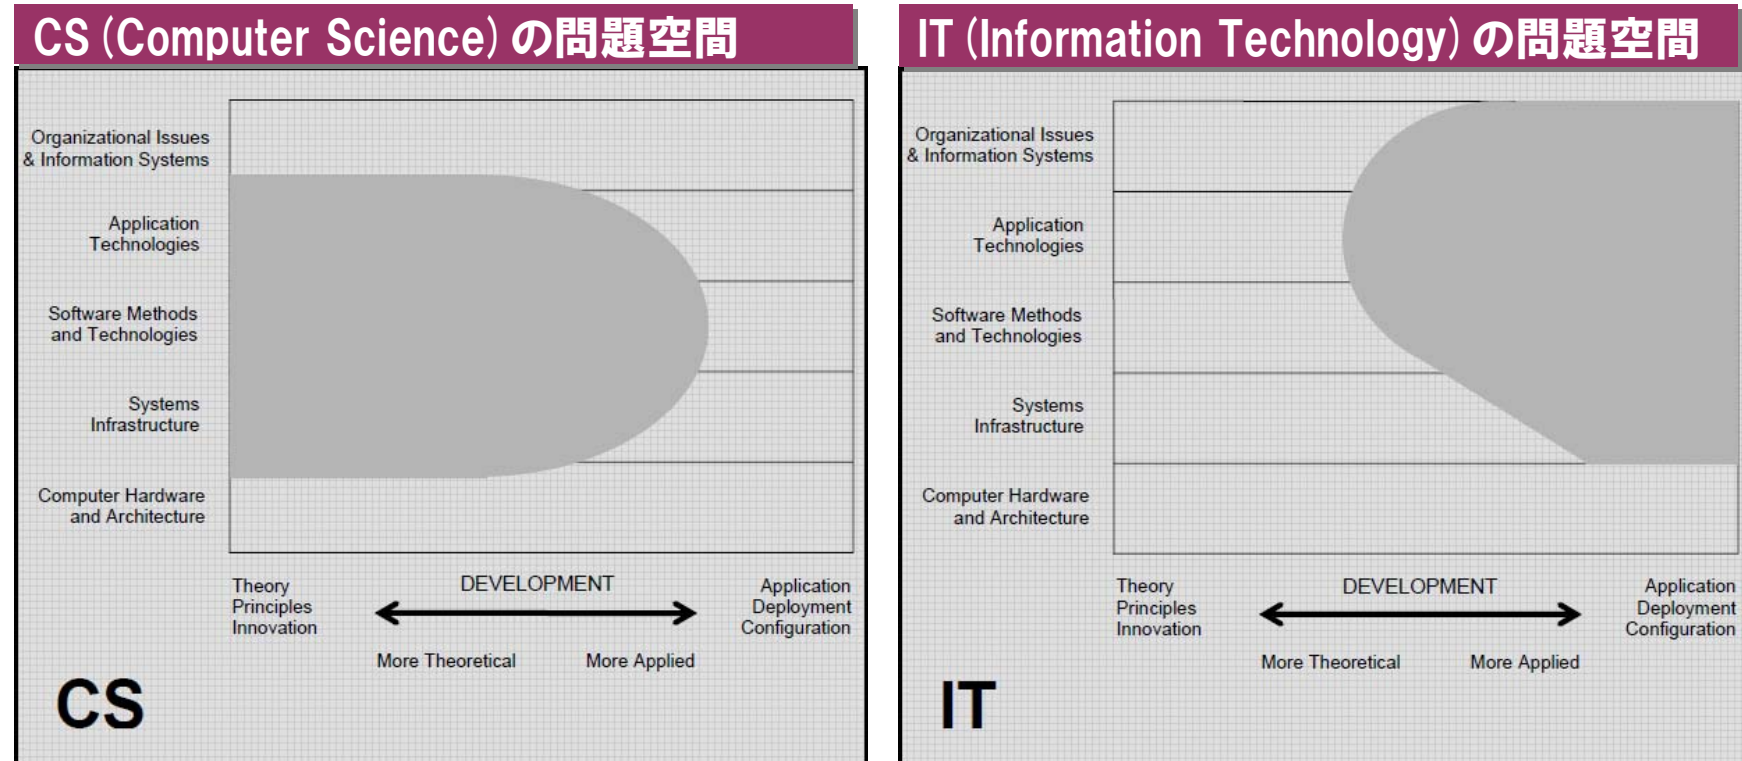 CS (Computer Science) の問題空間
Organizational Issues
& Information Systems
Application
Technologies
Software Methods
and Technologies
Systems
Infrastructure
Computer Hardware
and Architecture
Theory
Principles
Innovation
DEVELOPMENT
Application
Deployment
Configuration
More Theoretical
More Applied
CS
IT (Information Technology) の問題空間
Organizational Issues
& Information Systems
Application
Technologies
Software Methods
and Technologies
Systems
Infrastructure
Computer Hardware
and Architecture
Theory
Principles
Innovation
DEVELOPMENT
Application
Deployment
Configuration
More Theoretical
More Applied
IT